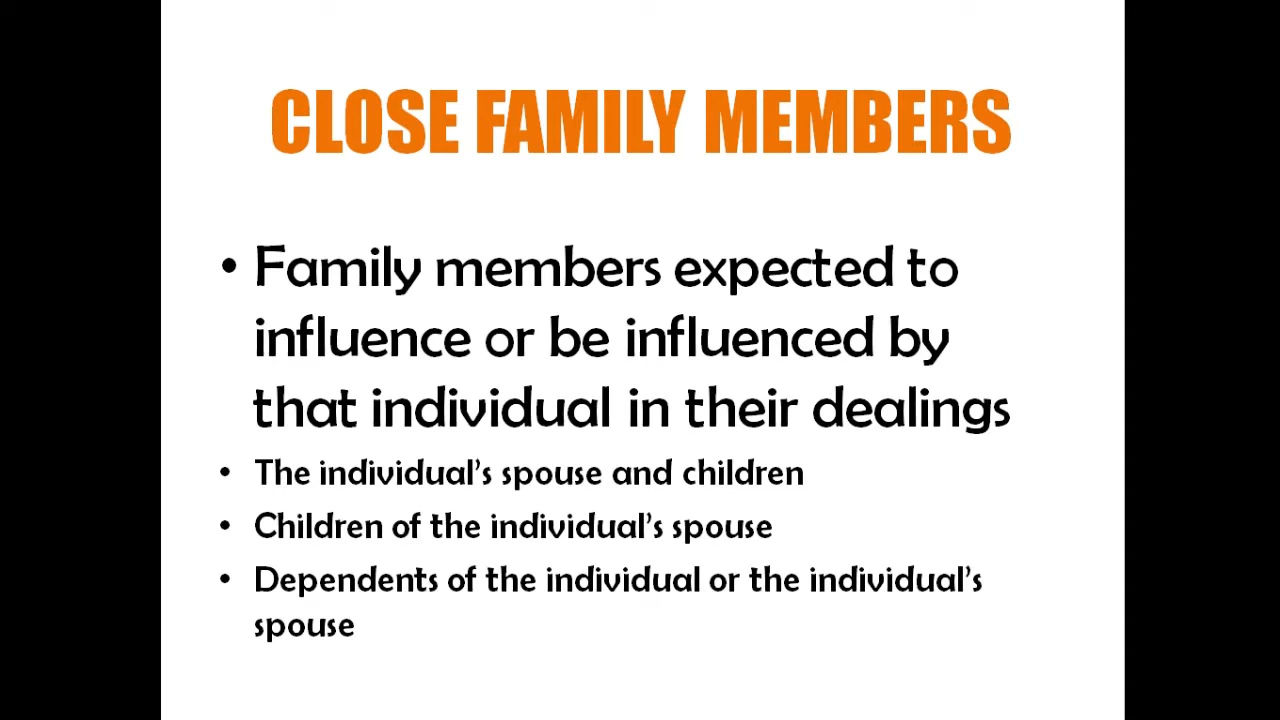 CLOSE FAMILY MEMBERS
• Family members expected to
influence or be influenced by
that individual in their dealings
• The individual’s spouse and children
• Children of the individual’s spouse
• Dependents of the individual or the individual’s
spouse